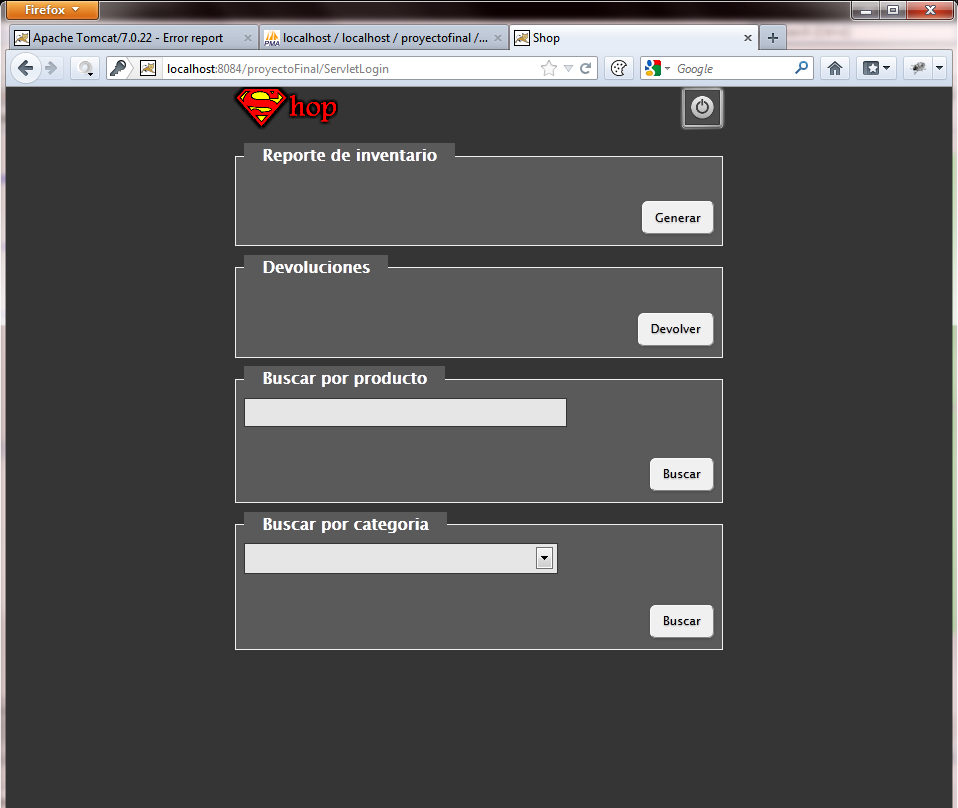 Firefox
Apache Tomcat/7.0.22 - Error report
localhost / localhost / proyectofinal /...
Shop
localhost:8084/proyectoFinal/ServletLogin
Google
Shop
Reporte de inventario
Generar
Devoluciones
Devolver
Buscar por producto
Buscar
Buscar por categoria
Buscar